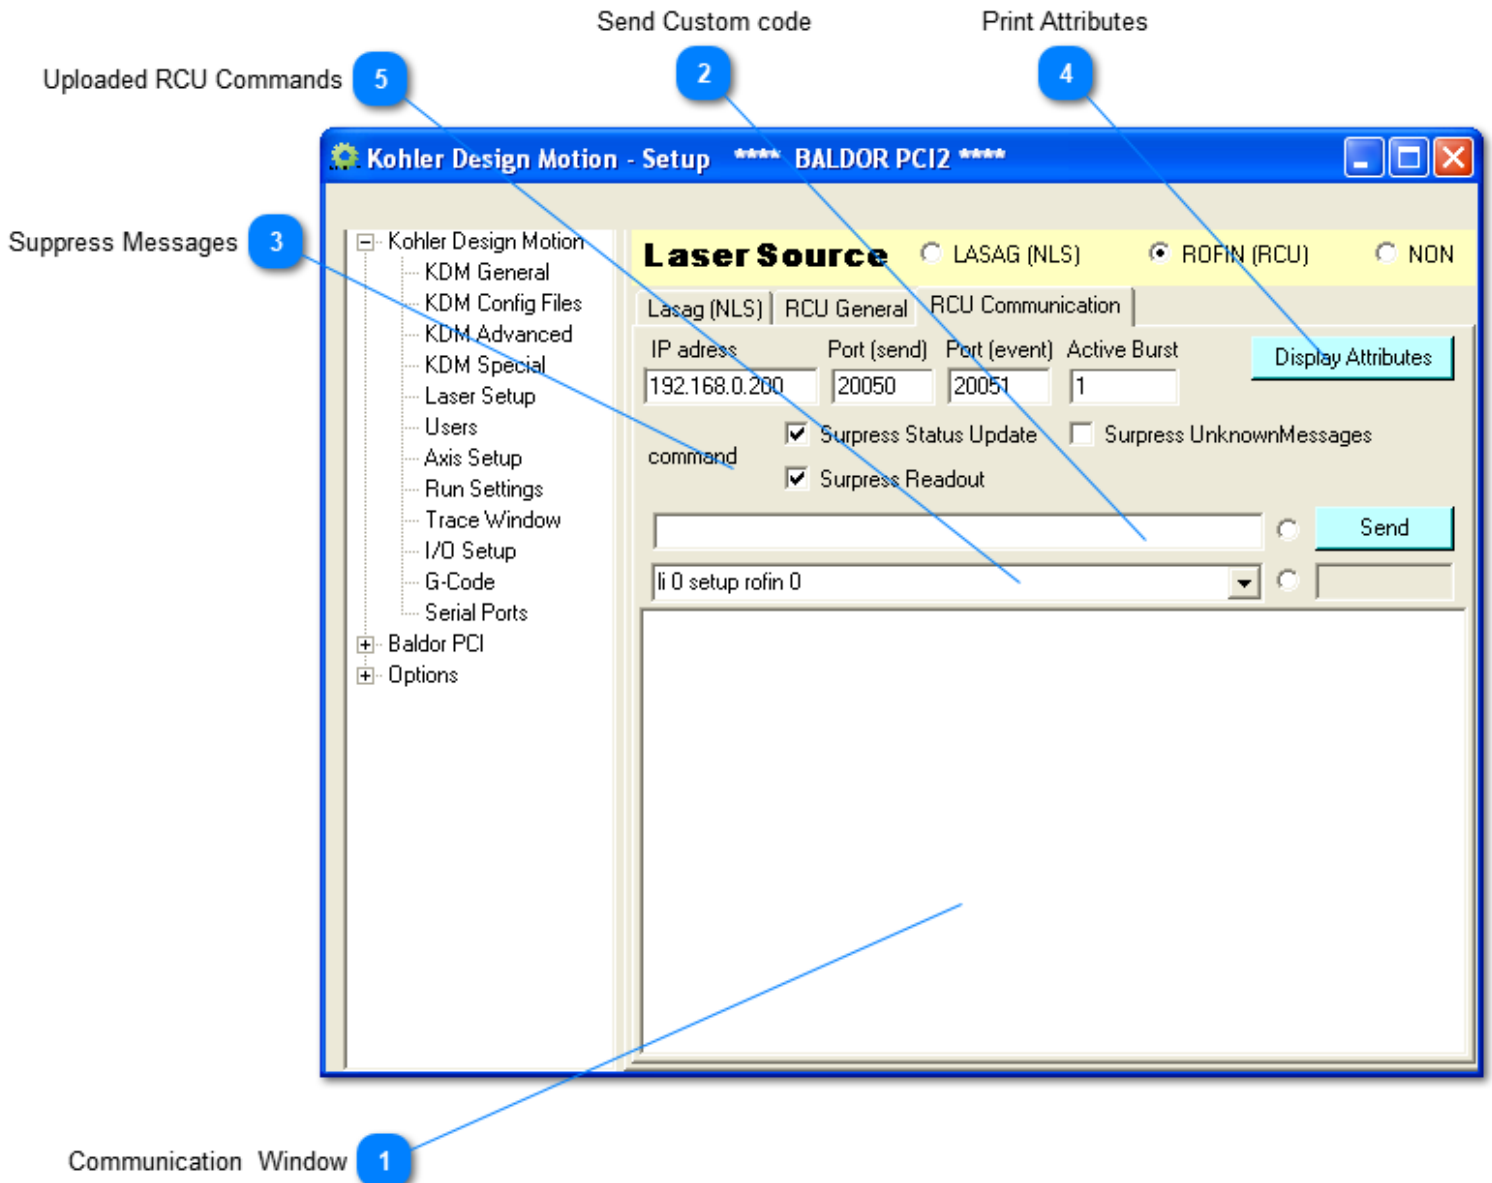 Send Custom code
Print Attributes
2
4
Uploaded RCU Commands
5
Kohler Design Motion - Setup **** BALDOR PCI2 ****
Suppress Messages
3
Kohler Design Motion
KDM General
KDM Config Files
KDM Advanced
KDM Special
Laser Setup
Users
Axis Setup
Run Settings
Trace Window
I/O Setup
G-Code
Serial Ports
Baldor PCI
Options
Laser Source
LASAG (NLS)
ROFIN (RCU)
NON
Lasag (NLS)
RCU General
RCU Communication
IP adress
Port (send)
Port (event)
Active Burst
Display Attributes
192.168.0.200
20050
20051
1
Surpress Status Update
Surpress UnknownMessages
command
Surpress Readout
Send
li 0 setup rofin 0
Communication Window
1